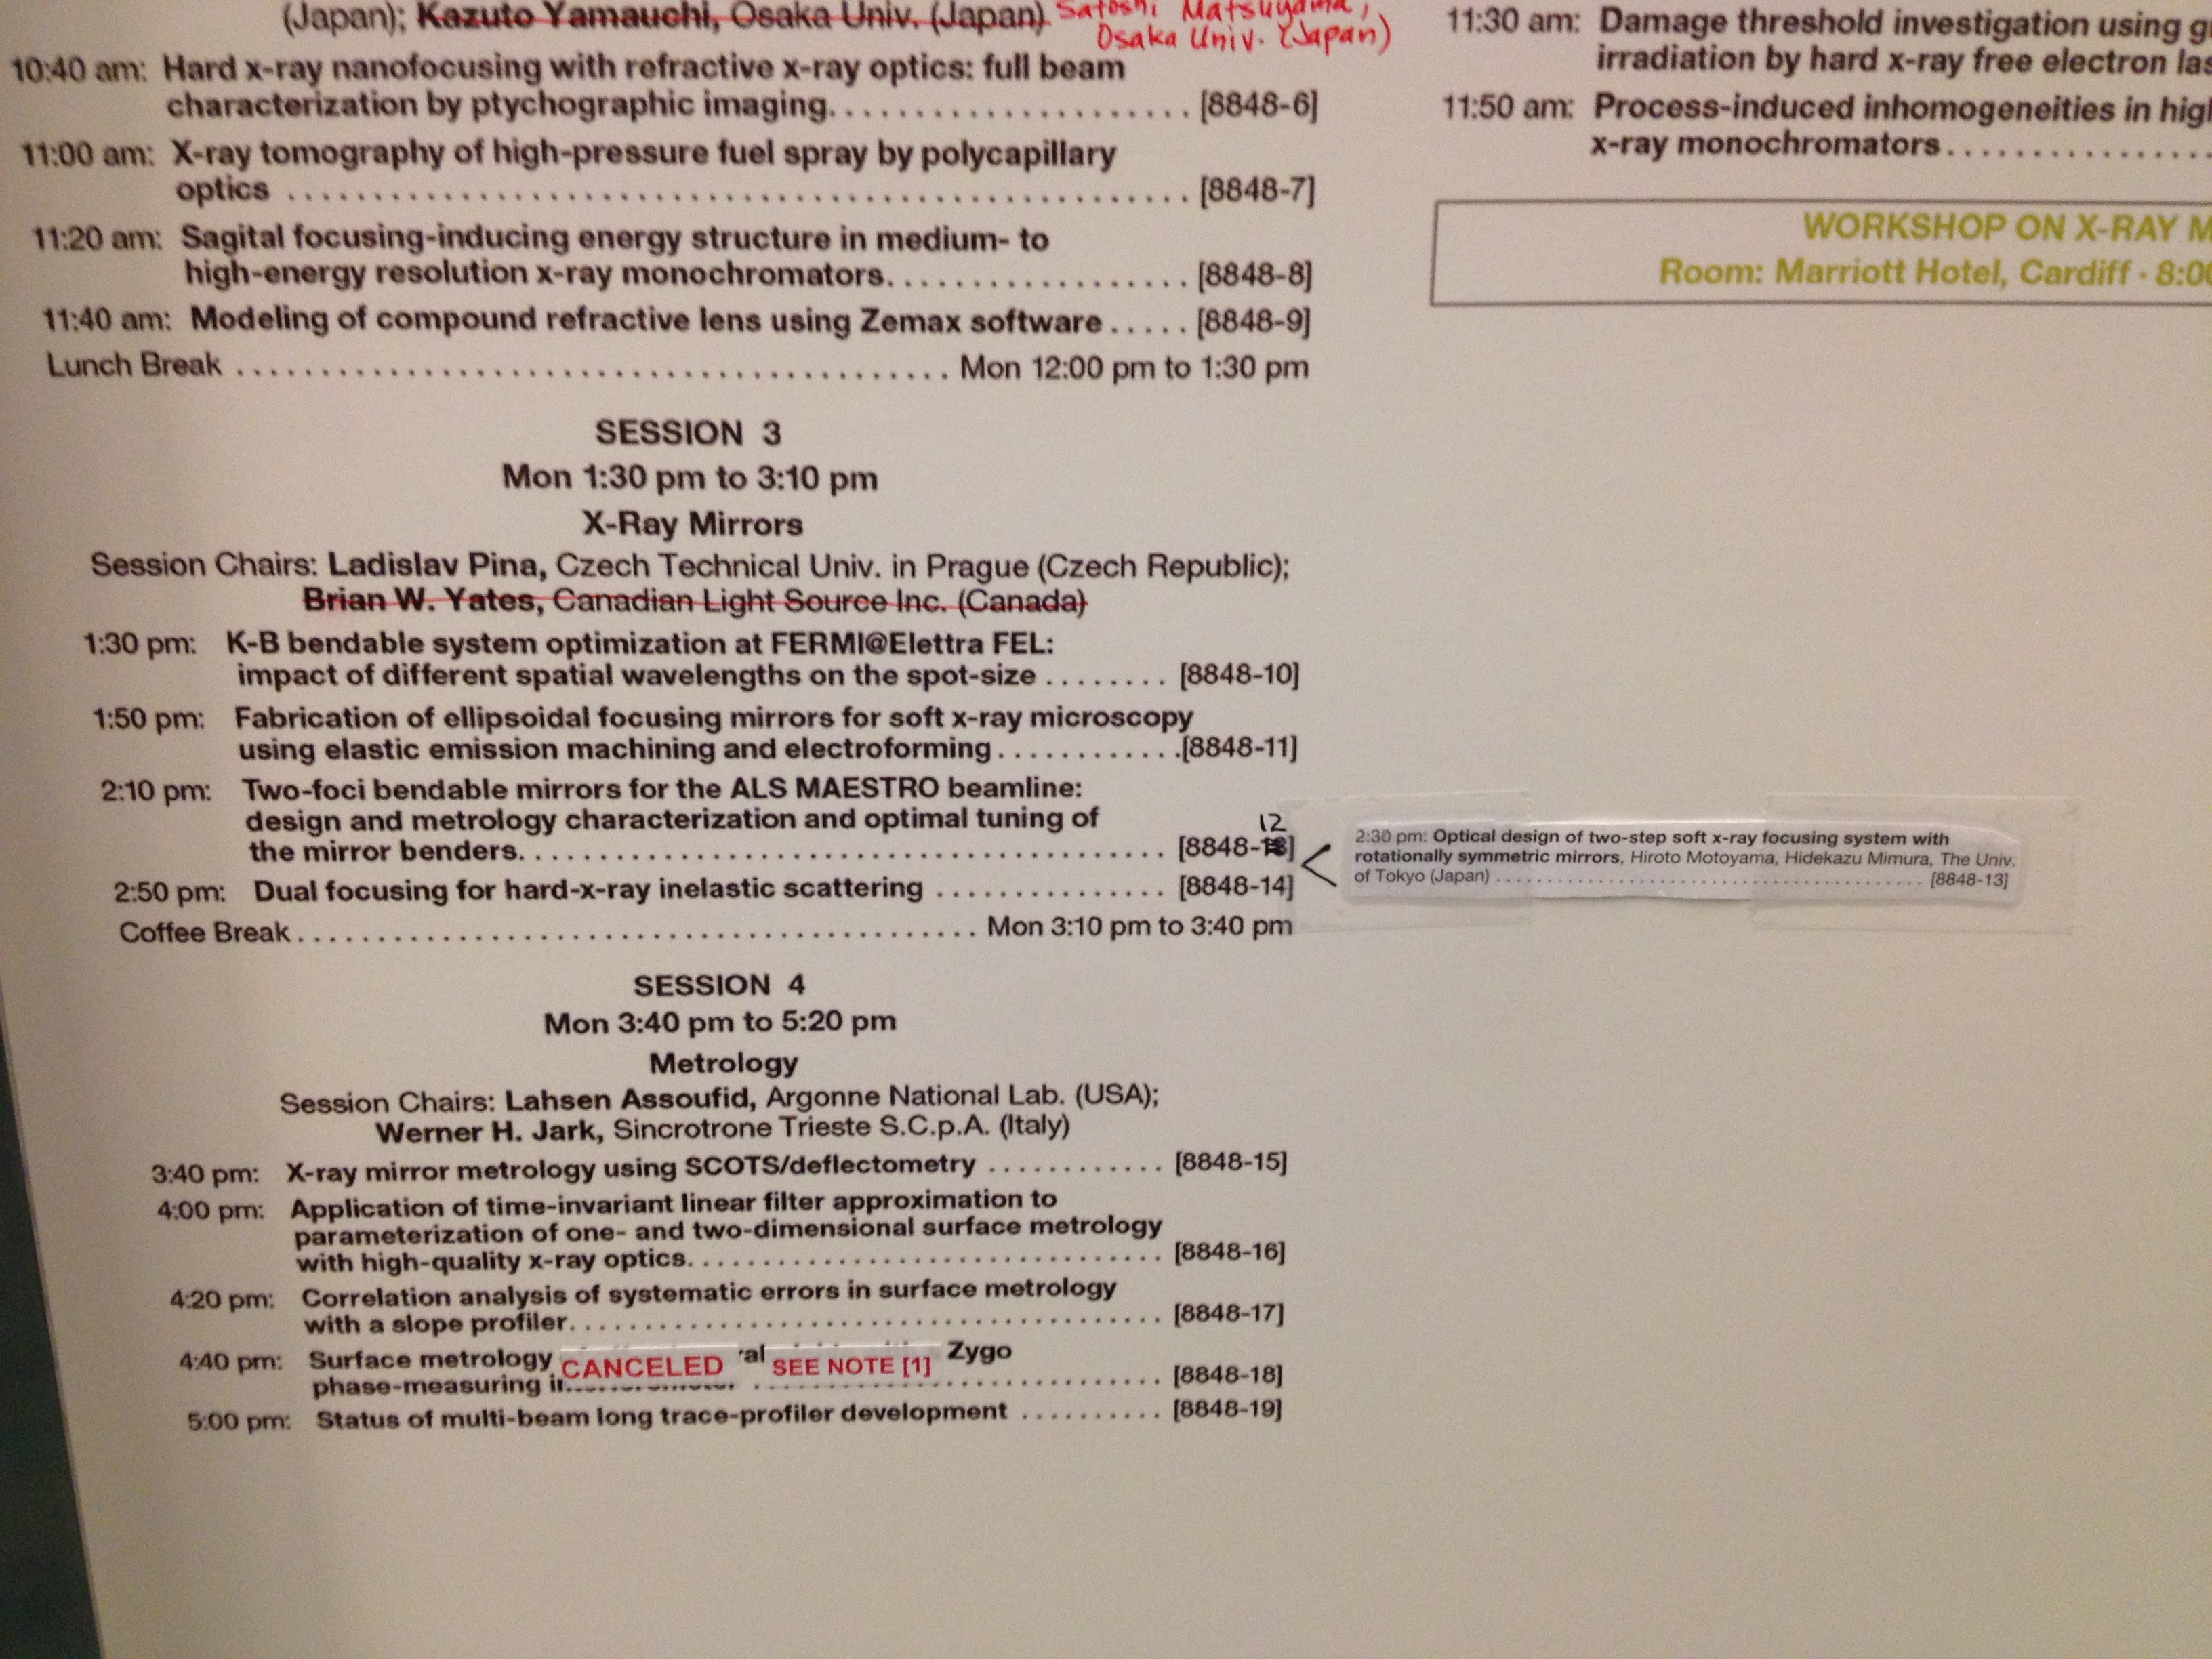 (Japan); Kazuto Yamauchi, Osaka Univ. (Japan) Satoshi Matsuyama,
Osaka Univ. (Japan)
10:40 am: Hard x-ray nanofocusing with refractive x-ray optics: full beam
characterization by ptychographic imaging. . . . . . . . . . . . . . . . . . . . [8848-6]
11:00 am: X-ray tomography of high-pressure fuel spray by polycapillary
optics . . . . . . . . . . . . . . . . . . . . . . . . . . . . . . . . . . . . . . . . . . . . . . . . . [8848-7]
11:20 am: Sagital focusing-inducing energy structure in medium- to
high-energy resolution x-ray monochromators. . . . . . . . . . . . . . . . . . [8848-8]
11:40 am: Modeling of compound refractive lens using Zemax software . . . . . [8848-9]
Lunch Break . . . . . . . . . . . . . . . . . . . . . . . . . . . . . . . . . . . . . . . . . . Mon 12:00 pm to 1:30 pm
SESSION 3
Mon 1:30 pm to 3:10 pm
X-Ray Mirrors
Session Chairs: Ladislav Pina, Czech Technical Univ. in Prague (Czech Republic);
Brian W. Yates, Canadian Light Source Inc. (Canada)
1:30 pm: K-B bendable system optimization at FERMI@Elettra FEL:
impact of different spatial wavelengths on the spot-size . . . . . . . . [8848-10]
1:50 pm: Fabrication of ellipsoidal focusing mirrors for soft x-ray microscopy
using elastic emission machining and electroforming . . . . . . . . . . . .[8848-11]
2:10 pm: Two-foci bendable mirrors for the ALS MAESTRO beamline:
design and metrology characterization and optimal tuning of
12
the mirror benders. . . . . . . . . . . . . . . . . . . . . . . . . . . . . . . . . . . . . [8848-13]
2:50 pm: Dual focusing for hard-x-ray inelastic scattering . . . . . . . . . . . . . . . [8848-14]
Coffee Break . . . . . . . . . . . . . . . . . . . . . . . . . . . . . . . . . . . . . . . . . . Mon 3:10 pm to 3:40 pm
SESSION 4
Mon 3:40 pm to 5:20 pm
Metrology
Session Chairs: Lahsen Assoufid, Argonne National Lab. (USA);
Werner H. Jark, Sincrotrone Trieste S.C.p.A. (Italy)
3:40 pm: X-ray mirror metrology using SCOTS/deflectometry . . . . . . . . . . . . [8848-15]
4:00 pm: Application of time-invariant linear filter approximation to
parameterization of one- and two-dimensional surface metrology
with high-quality x-ray optics. . . . . . . . . . . . . . . . . . . . . . . . . . . . . . [8848-16]
4:20 pm: Correlation analysis of systematic errors in surface metrology
with a slope profiler. . . . . . . . . . . . . . . . . . . . . . . . . . . . . . . . . . . . . [8848-17]
4:40 pm: Surface metrology CANCELED SEE NOTE [1] Zygo
phase-measuring . . . . . . . . . . . . . . . . . . . . . . . . . . . . . [8848-18]
5:00 pm: Status of multi-beam long trace-profiler development . . . . . . . . . . [8848-19]
11:30 am: Damage threshold investigation using
irradiation by hard x-ray free electron
11:50 am: Process-induced inhomogeneities in
x-ray monochromators . . . . . . . . . . . . . . .
WORKSHOP ON X-RAY
Room: Marriott Hotel, Cardiff ·
2:30 pm: Optical design of two-step soft x-ray focusing system with
rotationally symmetric mirrors, Hiroto Motoyama, Hidekazu Mimura, The Univ.
of Tokyo (Japan) . . . . . . . . . . . . . . . . . . . . . . . . . . . . . . . . . . . . . . . . . [8848-13]